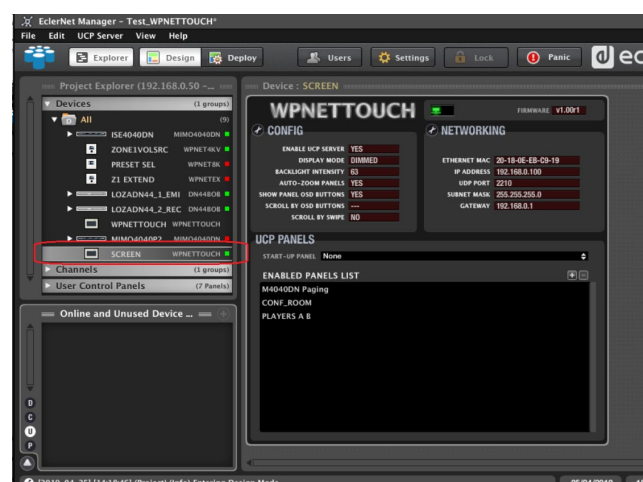 EclerNet Manager - Test_WPNETTOUCH*
File Edit UCP Server View Help
Explorer Design Deploy Users Settings Lock Panic ec
Project Explorer (192.168.0.50 -...
Devices (1 groups)
All (9)
ISE4040DN MIMO4040DN
ZONE1VOLSRC WPNET4KV
PRESET SEL WPNET8K
Z1 EXTEND WPNETEX
LOZADN44_1_EMI DN4480B
LOZADN44_2_REC DN4480B
WPNETTOUCH WPNETTOUCH
MIMO4040P2 MIMO4040DN
SCREEN WPNETTOUCH
Channels (1 groups)
User Control Panels (7 Panels)
Online and Unused Device ...
D
C
U
P
Device : SCREEN
WPNETTOUCH
FIRMWARE v1.00r1
CONFIG
ENABLE UCP SERVER YES
DISPLAY MODE DIMMED
BACKLIGHT INTENSITY 63
AUTO-ZOOM PANELS YES
SHOW PANEL OSD BUTTONS YES
SCROLL BY OSD BUTTONS ---
SCROLL BY SWIPE NO
NETWORKING
ETHERNET MAC 20-18-0E-EB-C9-19
IP ADDRESS 192.168.0.100
UDP PORT 2210
SUBNET MASK 255.255.255.0
GATEWAY 192.168.0.1
UCP PANELS
START-UP PANEL None
ENABLED PANELS LIST
M4040DN Paging
CONF_ROOM
PLAYERS A B